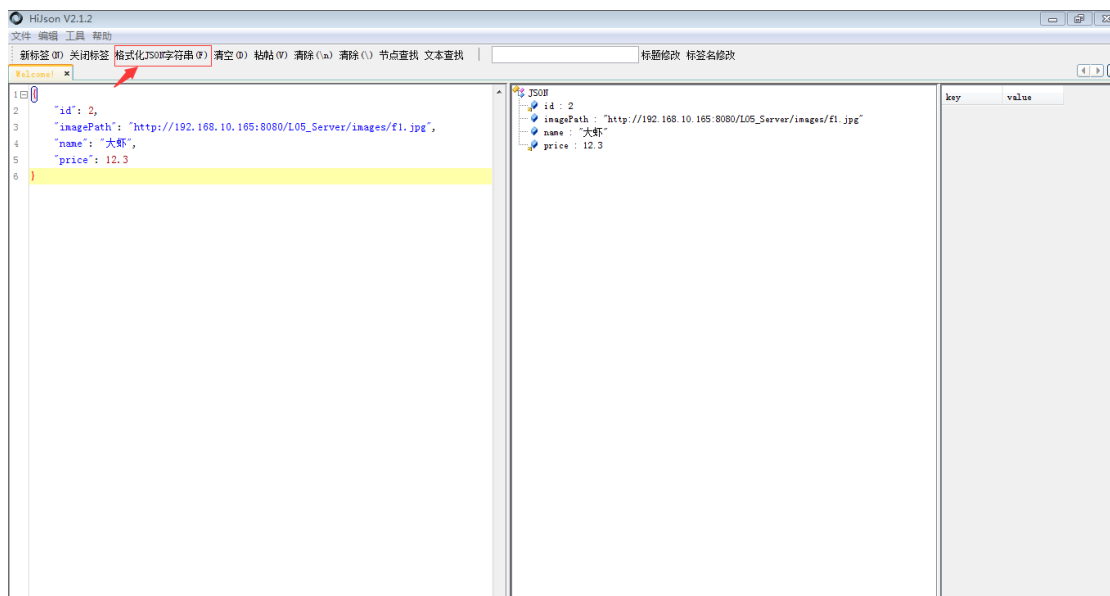 HiJson V2.1.2
文件 编辑 工具 帮助
新标签(N) 关闭标签 格式化JSON字符串(F) 清空(D) 粘帖(V) 清除(\n) 清除(\) 节点查找 文本查找 标题修改 标签名修改
Welcome!
1 {
2 "id": 2,
3 "imagePath": "http://192.168.10.165:8080/L05_Server/images/f1.jpg",
4 "name": "大虾",
5 "price": 12.3
6 }
JSON
id : 2
imagePath : "http://192.168.10.165:8080/L05_Server/images/f1.jpg"
name : "大虾"
price : 12.3
key value